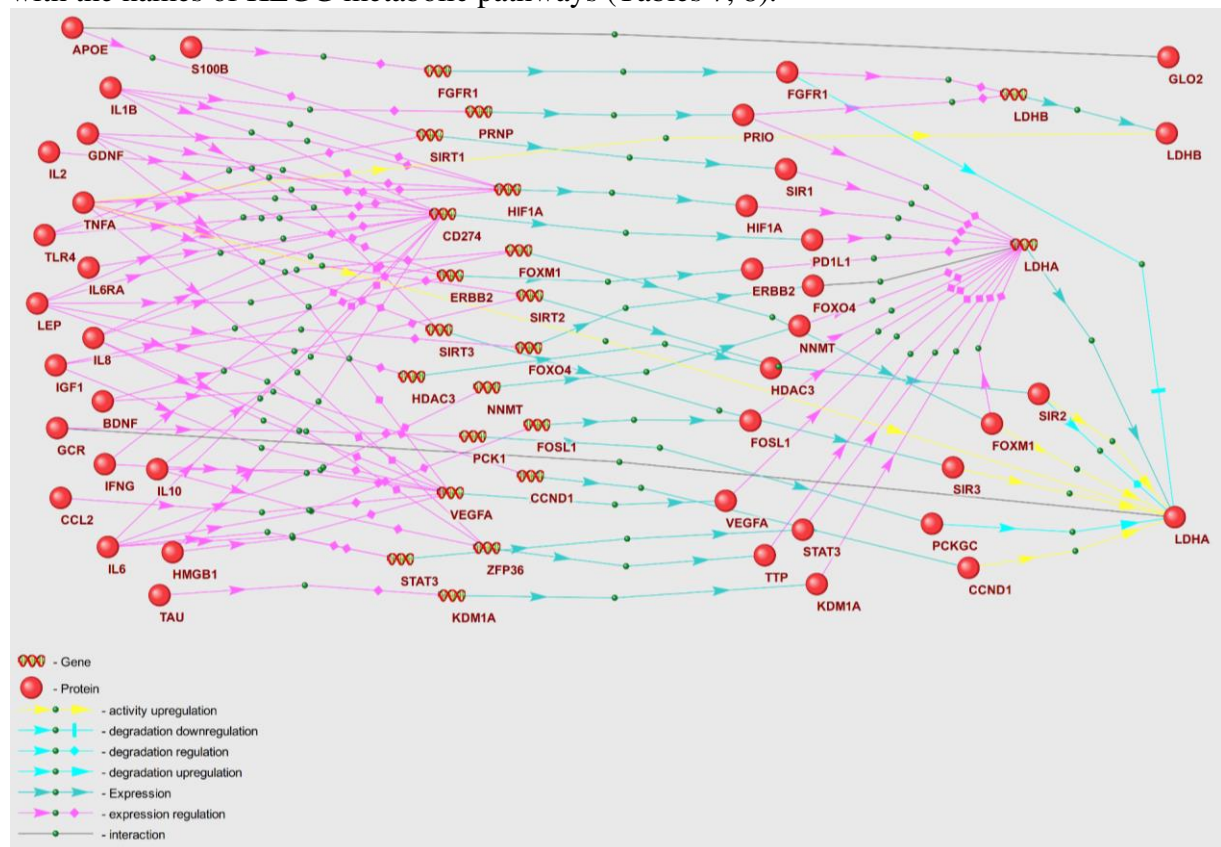 with the names of KEGG metabolic pathways (Tables 7, 8).
APOE
S100B
GLO2
IL1B
FGFR1
FGFR1
LDHB
PRNP
PRIO
GDNF
SIRT1
LDHB
IL2
SIR1
TNFA
HIF1A
HIF1A
CD274
TLR4
PD1L1
LDHA
FOXM1
IL6RA
ERBB2
ERBB2
FOXO4
LEP
SIRT2
NNMT
IL8
SIRT3
FOXO4
IGF1
HDAC3
HDAC3
NNMT
SIR2
BDNF
FOSL1
FOXM1
GCR
FOSL1
PCK1
IFNG
IL10
CCND1
SIR3
CCL2
VEGFA
VEGFA
PCKGC
LDHA
IL6
HMGB1
ZFP36
STAT3
STAT3
TTP
CCND1
TAU
KDM1A
KDM1A
- Gene
- Protein
- activity upregulation
- degradation downregulation
- degradation regulation
- degradation upregulation
- Expression
- expression regulation
- interaction